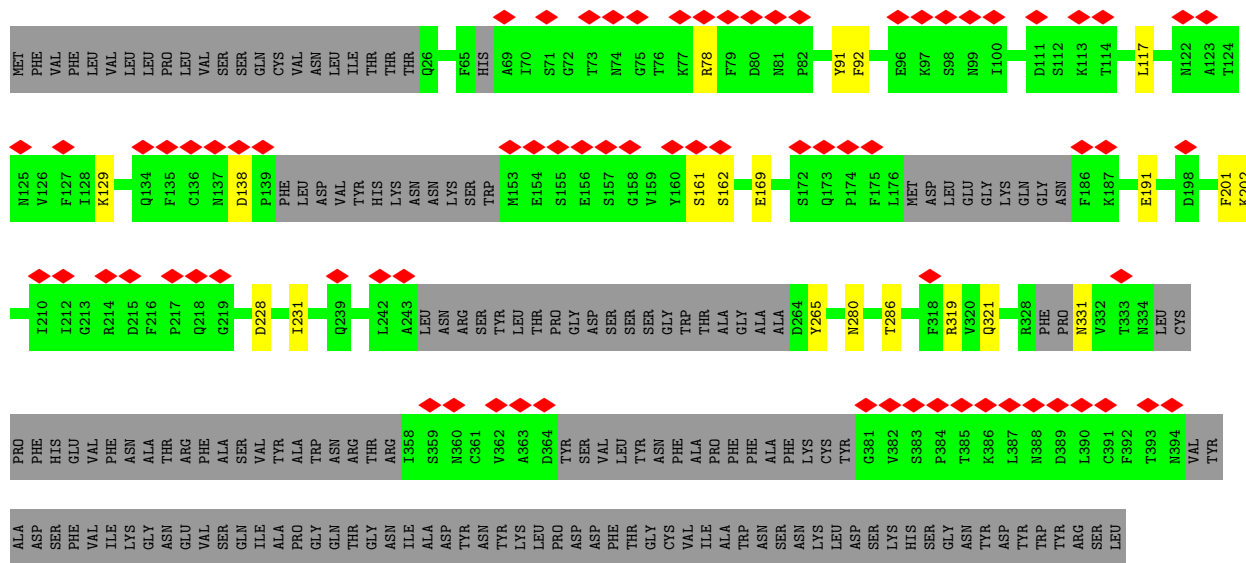 MET PHE VAL PHE LEU VAL LEU LEU PRO LEU VAL SER SER GLN CYS VAL ASN LEU ILE THR THR THR Q26 F65 HIS A69 I70 S71 G72 T73 N74 G75 T76 K77 R78 F79 D80 N81 P82 Y91 F92 E96 K97 S98 N99 I100 D111 S112 K113 T114 L117 N122 A123 T124
N125 V126 F127 I128 K129 Q134 F135 C136 N137 D138 P139 PHE LEU ASP VAL TYR HIS LYS ASN ASN LYS SER TRP M153 E154 S155 E156 S157 G158 V159 Y160 S161 S162 E169 S172 Q173 P174 F175 L176 MET ASP LEU GLU GLY LYS GLN GLY ASN F186 K187 E191 D198 F201 K202
I210 I212 G213 R214 D215 F216 P217 Q218 G219 D228 I231 Q239 L242 A243 LEU ASN ARG SER TYR LEU THR PRO GLY ASP SER SER SER GLY TRP THR ALA GLY ALA ALA D264 Y265 N280 T286 F318 R319 V320 Q321 R328 PHE PRO N331 V332 T333 N334 LEU CYS
PRO PHE HIS GLU VAL PHE ASN ALA THR ARG PHE ALA SER VAL TYR ALA TRP ASN ARG THR ARG I358 S359 N360 C361 V362 A363 D364 TYR SER VAL LEU TYR ASN PHE ALA PRO PHE PHE ALA PHE LYS CYS TYR G381 V382 S383 P384 T385 K386 L387 N388 D389 L390 C391 F392 T393 N394 VAL TYR
ALA ASP SER PHE VAL ILE LYS GLY ASN GLU VAL SER GLN ILE ALA PRO GLY GLN THR GLY ASN ILE ALA ASP TYR ASN TYR LYS LEU PRO ASP ASP PHE THR GLY CYS VAL ILE ALA TRP ASN SER ASN LYS LEU ASP SER LYS HIS SER GLY ASN TYR ASP TYR TRP TYR ARG SER LEU